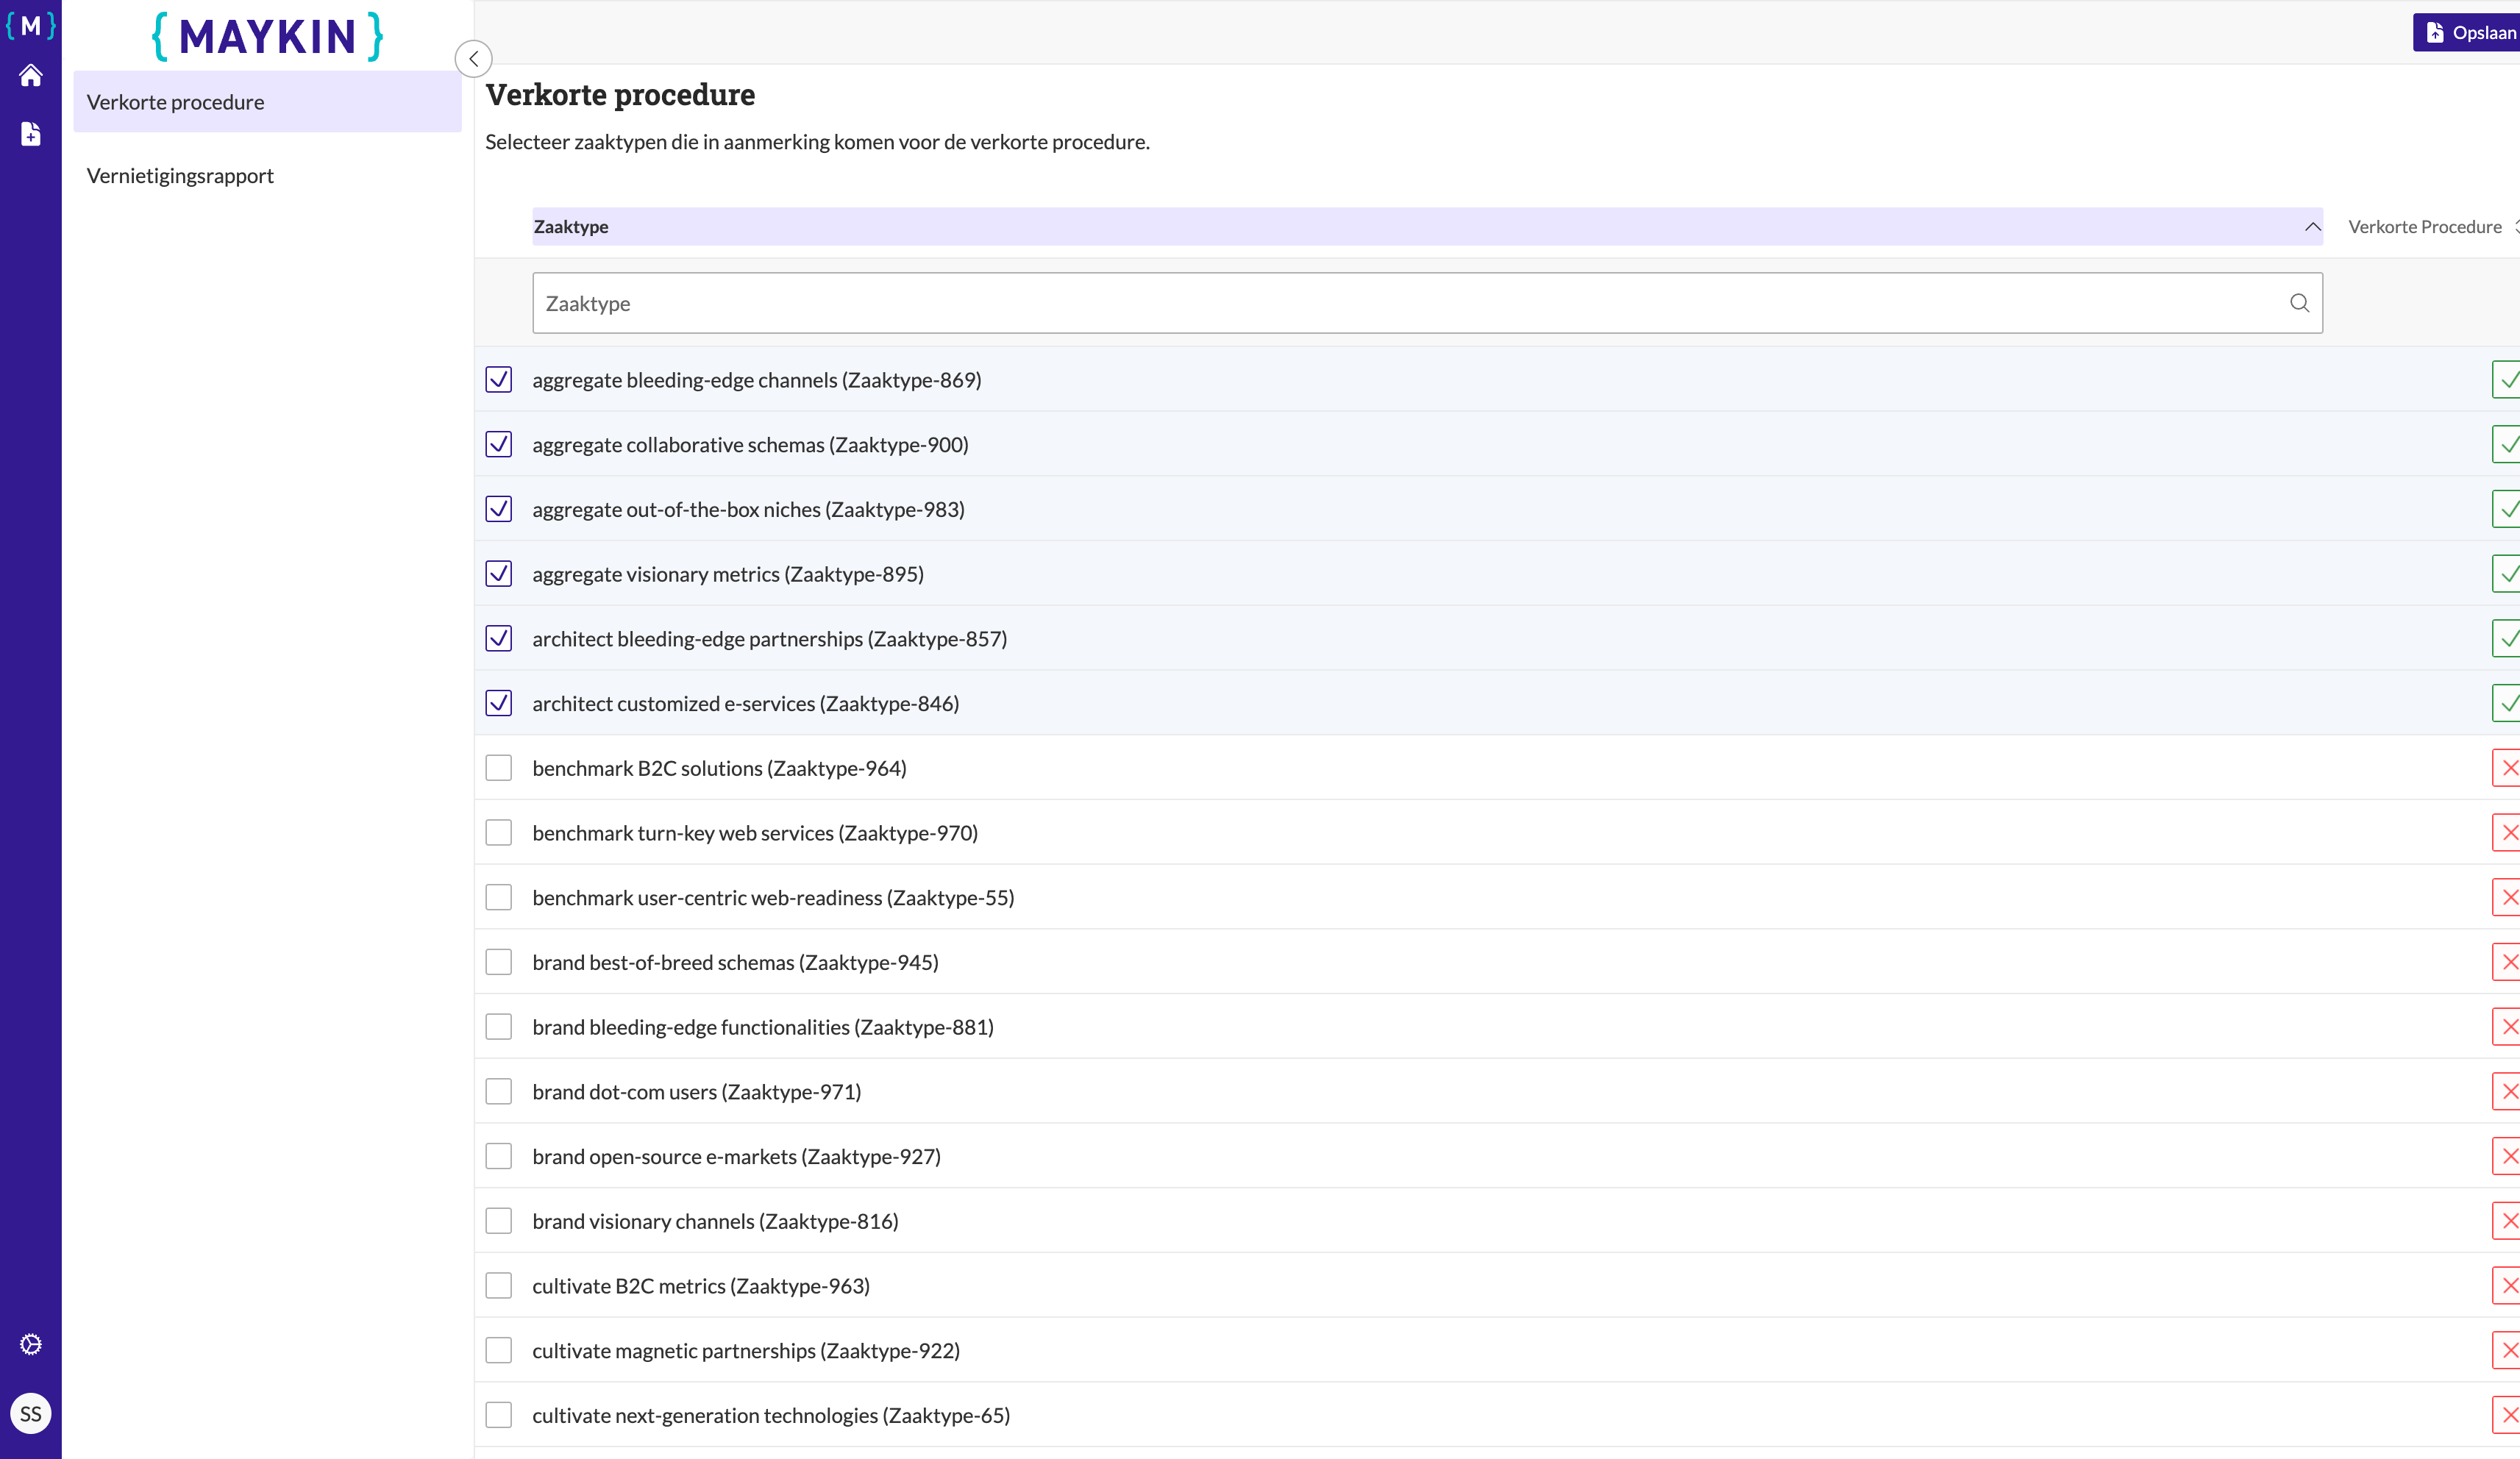 { M }
{ MAYKIN }
Verkorte procedure
Vernietigingsrapport
Opslaan
Verkorte procedure
Selecteer zaaktypen die in aanmerking komen voor de verkorte procedure.
Zaaktype
Verkorte Procedure
Zaaktype
aggregate bleeding-edge channels (Zaaktype-869)
aggregate collaborative schemas (Zaaktype-900)
aggregate out-of-the-box niches (Zaaktype-983)
aggregate visionary metrics (Zaaktype-895)
architect bleeding-edge partnerships (Zaaktype-857)
architect customized e-services (Zaaktype-846)
benchmark B2C solutions (Zaaktype-964)
benchmark turn-key web services (Zaaktype-970)
benchmark user-centric web-readiness (Zaaktype-55)
brand best-of-breed schemas (Zaaktype-945)
brand bleeding-edge functionalities (Zaaktype-881)
brand dot-com users (Zaaktype-971)
brand open-source e-markets (Zaaktype-927)
brand visionary channels (Zaaktype-816)
cultivate B2C metrics (Zaaktype-963)
cultivate magnetic partnerships (Zaaktype-922)
cultivate next-generation technologies (Zaaktype-65)
SS